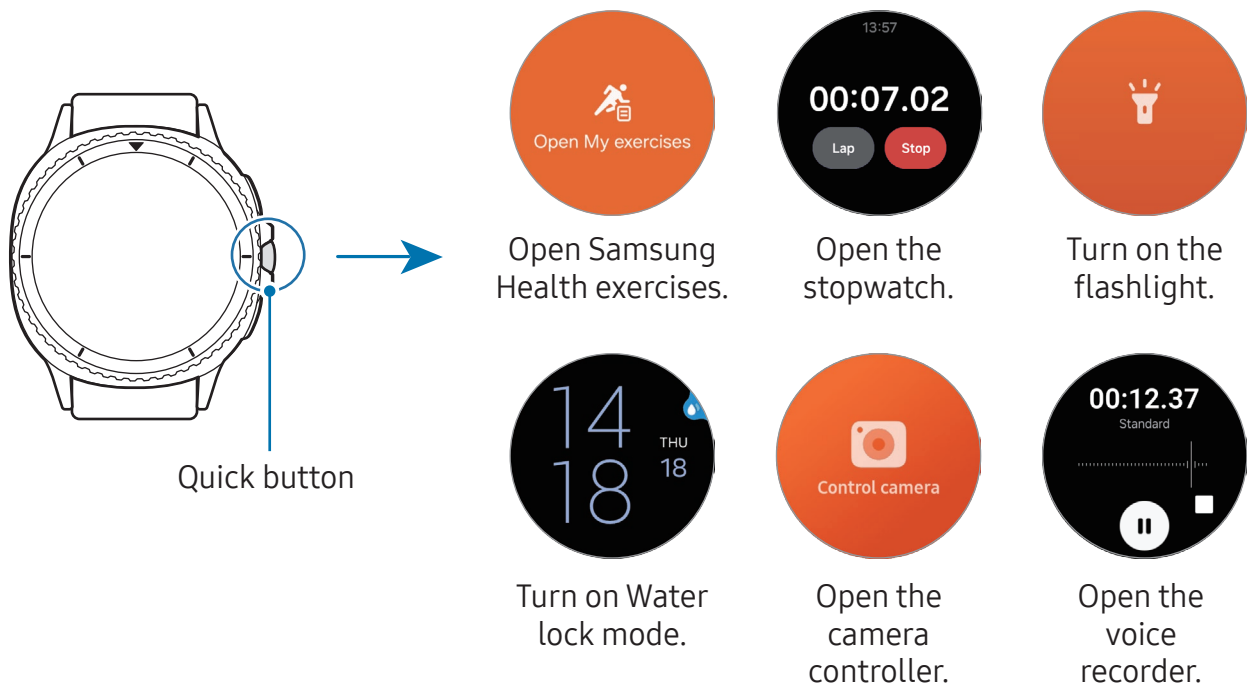 Quick button
Open My exercises
Open Samsung
Health exercises.
13:57
00:07.02
Lap
Stop
Open the
stopwatch.
Turn on the
flashlight.
14
18
THU
18
Turn on Water
lock mode.
Control camera
Open the
camera
controller.
00:12.37
Standard
Open the
voice
recorder.